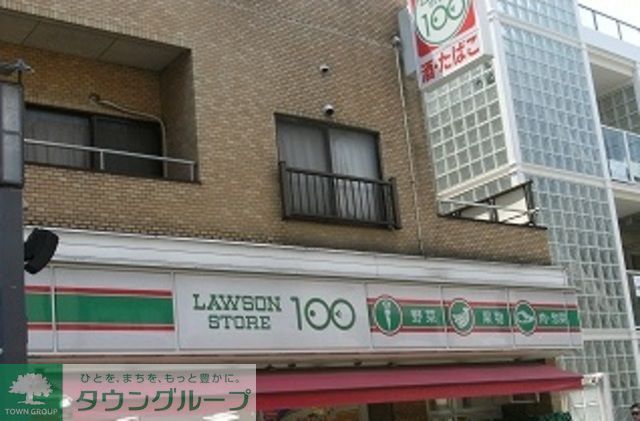 LAWSON
100
酒・たばこ
LAWSON
STORE
100
野菜
果物
肉・惣菜
TOWN GROUP
ひとを、まちを、もっと豊かに。
タウングループ